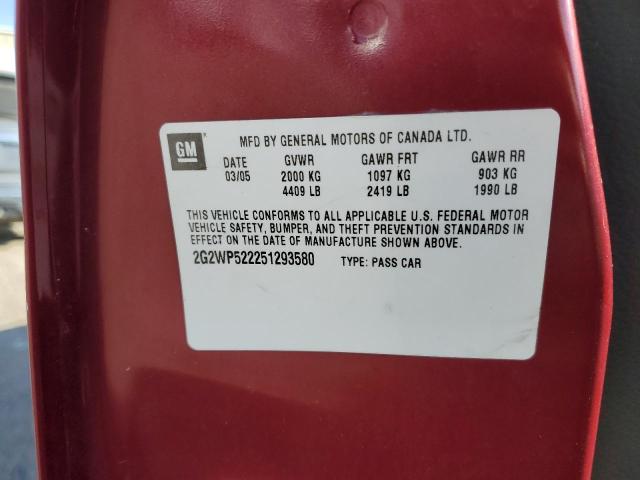 GM
MFD BY GENERAL MOTORS OF CANADA LTD.
DATE GVWR GAWR FRT GAWR RR
03/05 2000 KG 1097 KG 903 KG
4409 LB 2419 LB 1990 LB
THIS VEHICLE CONFORMS TO ALL APPLICABLE U.S. FEDERAL MOTOR
VEHICLE SAFETY, BUMPER, AND THEFT PREVENTION STANDARDS IN
EFFECT ON THE DATE OF MANUFACTURE SHOWN ABOVE.
2G2WP522251293580 TYPE: PASS CAR